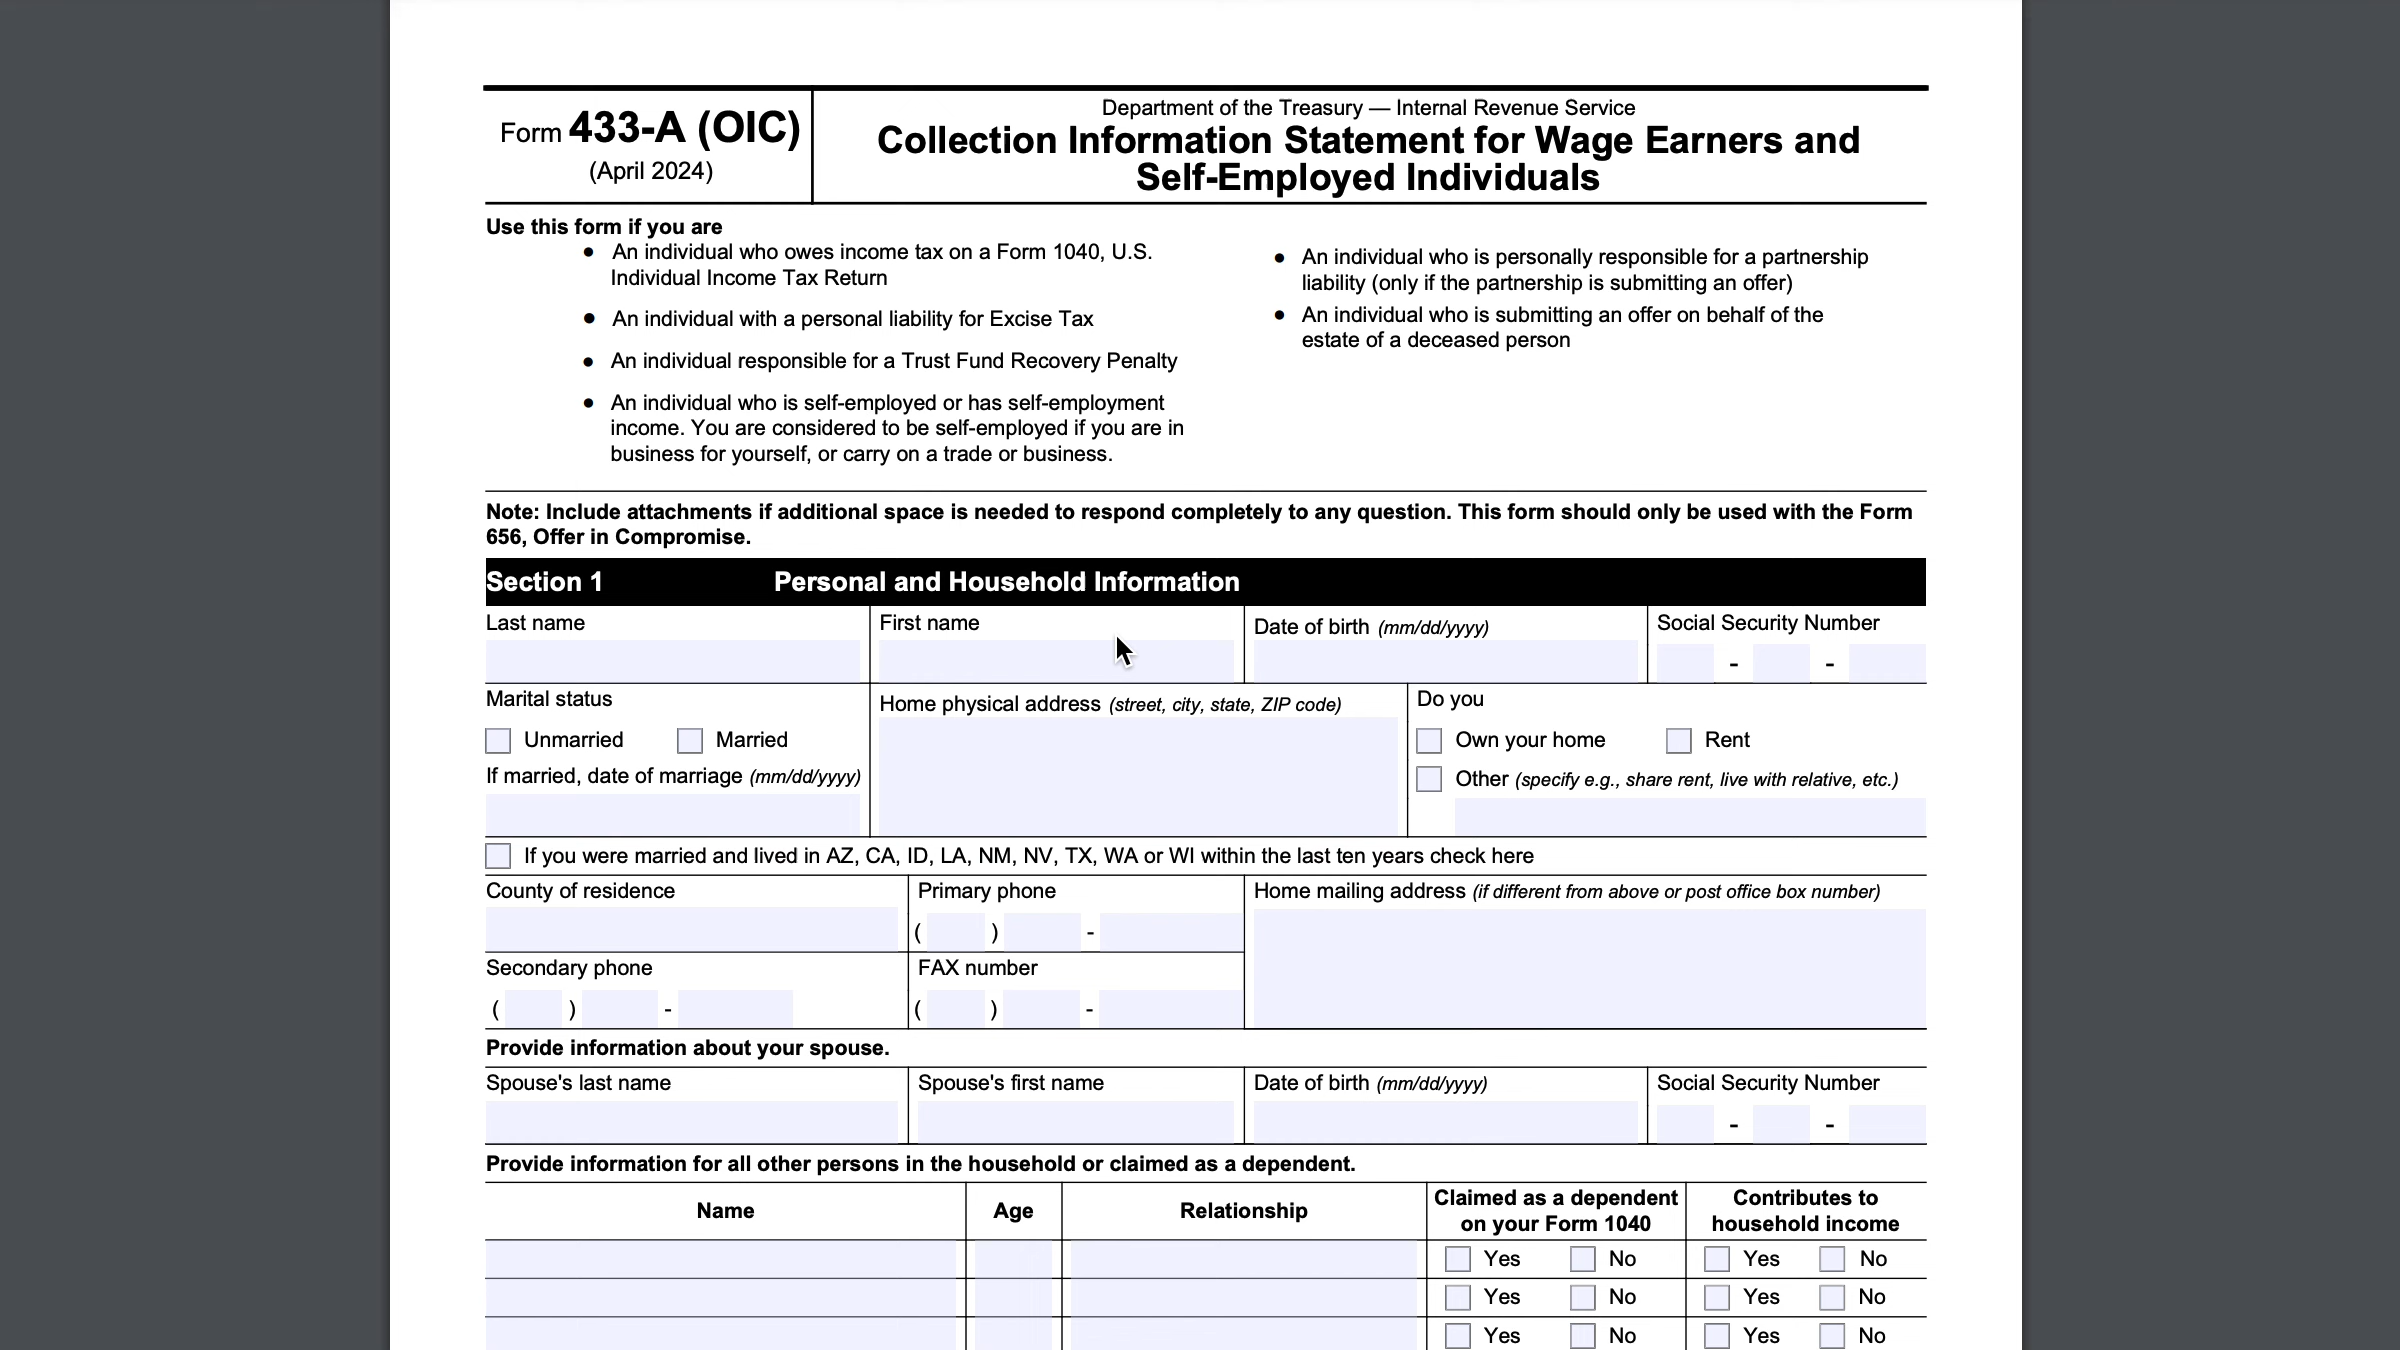 Form 433-A (OIC)
(April 2024)
Department of the Treasury — Internal Revenue Service
Collection Information Statement for Wage Earners and
Self-Employed Individuals
Use this form if you are
● An individual who owes income tax on a Form 1040, U.S.
Individual Income Tax Return
● An individual with a personal liability for Excise Tax
● An individual responsible for a Trust Fund Recovery Penalty
● An individual who is self-employed or has self-employment
income. You are considered to be self-employed if you are in
business for yourself, or carry on a trade or business.
● An individual who is personally responsible for a partnership
liability (only if the partnership is submitting an offer)
● An individual who is submitting an offer on behalf of the
estate of a deceased person
Note: Include attachments if additional space is needed to respond completely to any question. This form should only be used with the Form
656, Offer in Compromise.
Section 1 Personal and Household Information
Last name First name Date of birth (mm/dd/yyyy) Social Security Number
- -
Marital status
Unmarried Married
If married, date of marriage (mm/dd/yyyy)
Home physical address (street, city, state, ZIP code)
Do you
Own your home Rent
Other (specify e.g., share rent, live with relative, etc.)
If you were married and lived in AZ, CA, ID, LA, NM, NV, TX, WA or WI within the last ten years check here
County of residence Primary phone Home mailing address (if different from above or post office box number)
( ) -
Secondary phone FAX number
( ) - ( ) -
Provide information about your spouse.
Spouse's last name Spouse's first name Date of birth (mm/dd/yyyy) Social Security Number
- -
Provide information for all other persons in the household or claimed as a dependent.
Name Age Relationship Claimed as a dependent on your Form 1040 Contributes to household income
Yes No Yes No
Yes No Yes No
Yes No Yes No